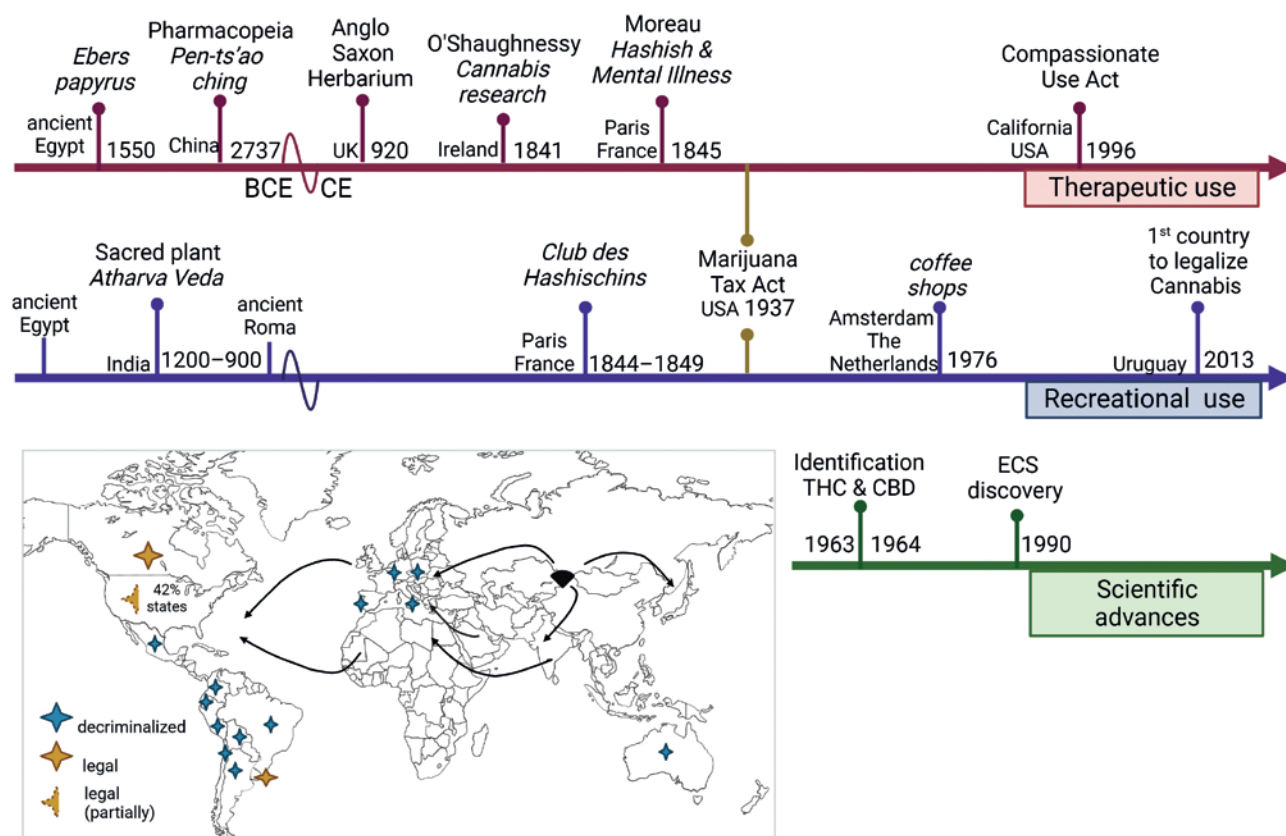 Ebers
papyrus
ancient
Egypt
1550
Pharmacopeia
Pen-ts’ao
ching
China
2737
BCE
CE
Anglo
Saxon
Herbarium
UK
920
O'Shaughnessy
Cannabis
research
Ireland
1841
Moreau
Hashish &
Mental Illness
Paris
France
1845
Compassionate
Use Act
California
USA
1996
Therapeutic use
ancient
Egypt
Sacred plant
Atharva Veda
India
1200–900
ancient
Roma
Club des
Hashischins
Paris
France
1844–1849
Marijuana
Tax Act
USA 1937
coffee
shops
Amsterdam
The
Netherlands
1976
1st country
to legalize
Cannabis
Uruguay
2013
Recreational use
42%
states
decriminalized
legal
legal
(partially)
Identification
THC & CBD
1963
1964
ECS
discovery
1990
Scientific
advances